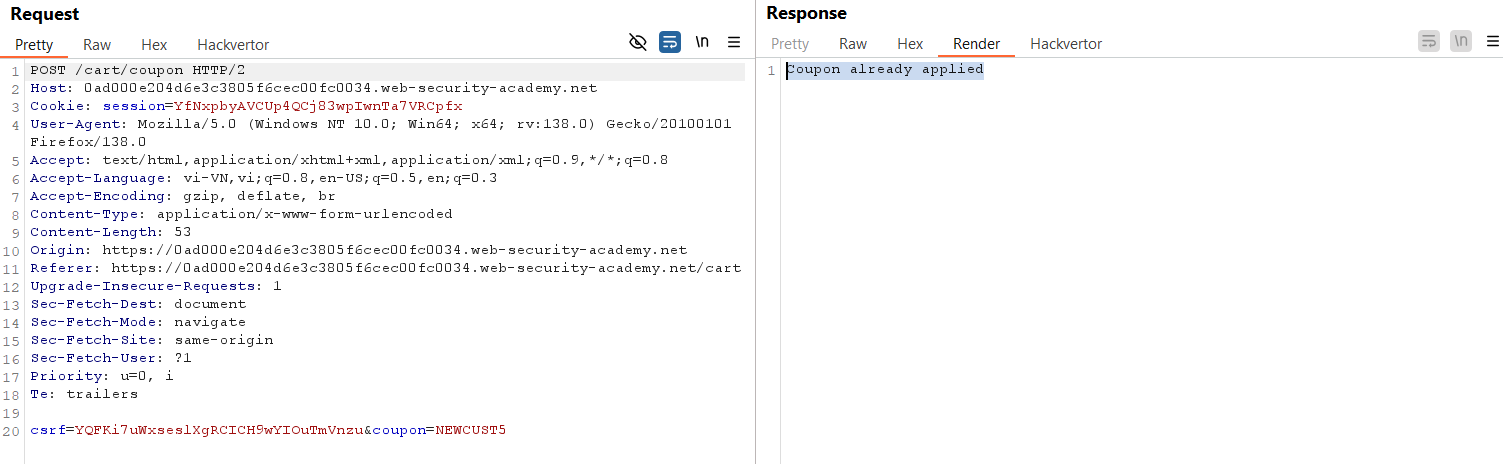 Request
Pretty Raw Hex Hackvertor \n
1 POST /cart/coupon HTTP/2
2 Host: 0ad000e204d6e3c3805f6cec00fc0034.web-security-academy.net
3 Cookie: session=YfNxpbyAVCUp4QCj83wpIwnTa7VRCpfx
4 User-Agent: Mozilla/5.0 (Windows NT 10.0; Win64; x64; rv:138.0) Gecko/20100101
Firefox/138.0
5 Accept: text/html,application/xhtml+xml,application/xml;q=0.9,*/*;q=0.8
6 Accept-Language: vi-VN,vi;q=0.8,en-US;q=0.5,en;q=0.3
7 Accept-Encoding: gzip, deflate, br
8 Content-Type: application/x-www-form-urlencoded
9 Content-Length: 53
10 Origin: https://0ad000e204d6e3c3805f6cec00fc0034.web-security-academy.net
11 Referer: https://0ad000e204d6e3c3805f6cec00fc0034.web-security-academy.net/cart
12 Upgrade-Insecure-Requests: 1
13 Sec-Fetch-Dest: document
14 Sec-Fetch-Mode: navigate
15 Sec-Fetch-Site: same-origin
16 Sec-Fetch-User: ?1
17 Priority: u=0, i
18 Te: trailers
19
20 csrf=YQFKi7uWxseslXgRCICH9wYIOuTmVnzu&coupon=NEWCUST5
Response
Pretty Raw Hex Render Hackvertor \n
1 Coupon already applied